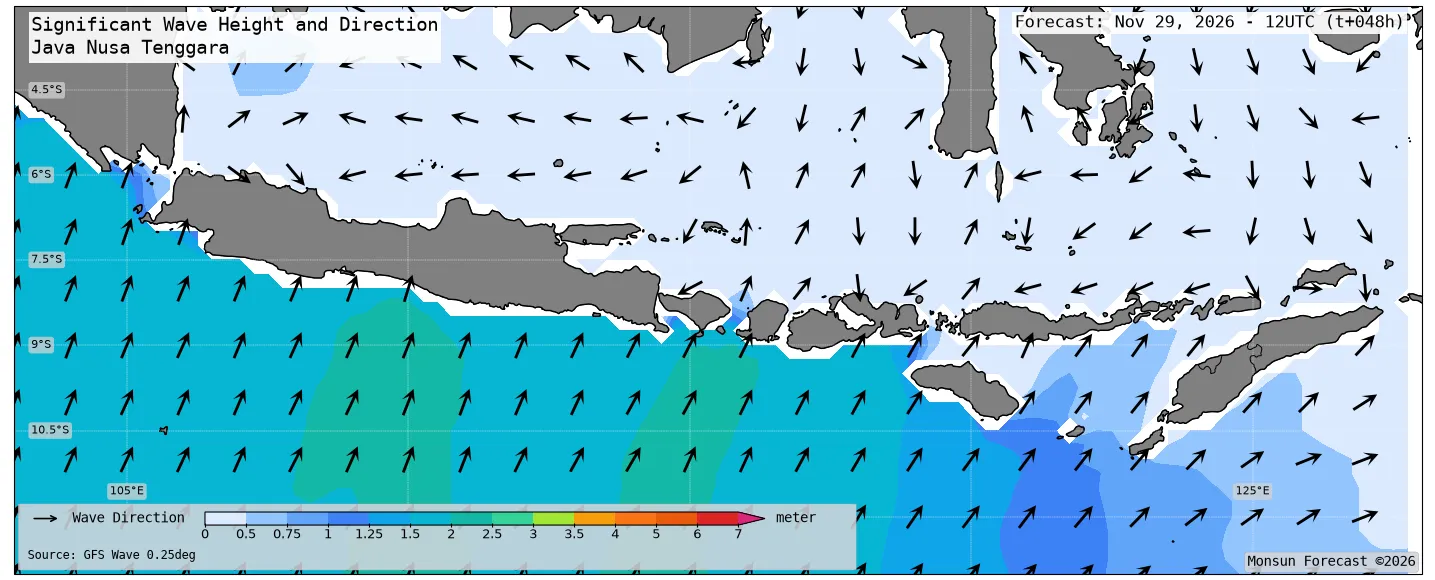 Significant Wave Height and Direction
Java Nusa Tenggara
Forecast: Nov 29, 2026 - 12UTC (t+048h)
4.5°S
6°S
7.5°S
9°S
10.5°S
105°E
125°E
Wave Direction
meter
0 0.5 0.75 1 1.25 1.5 2 2.5 3 3.5 4 5 6 7
Source: GFS Wave 0.25deg
Monsun Forecast ©2026